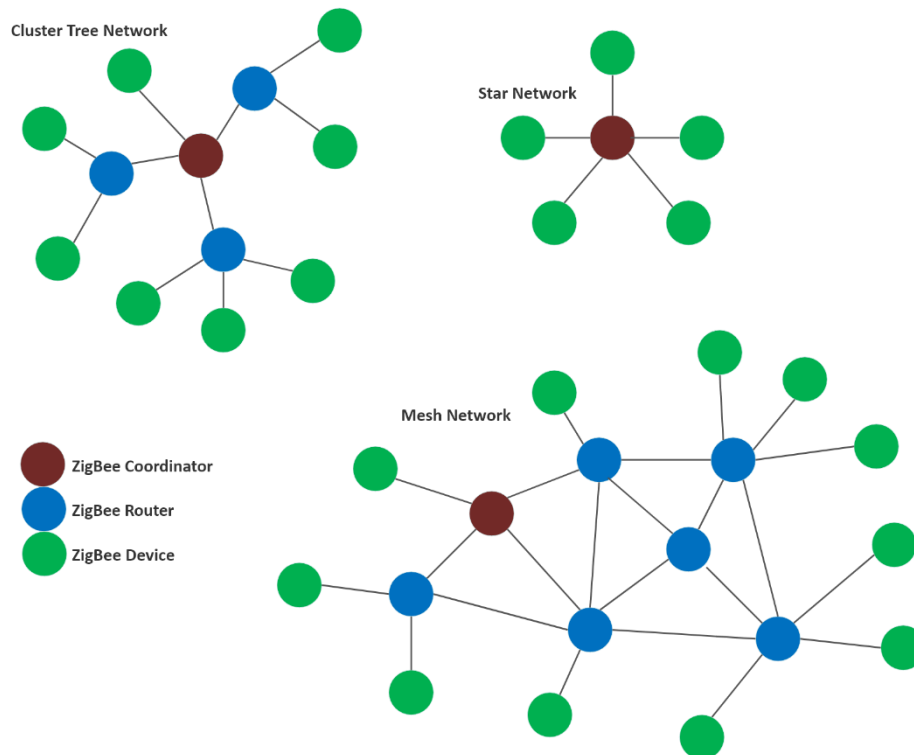 Cluster Tree Network
Star Network
Mesh Network
ZigBee Coordinator
ZigBee Router
ZigBee Device